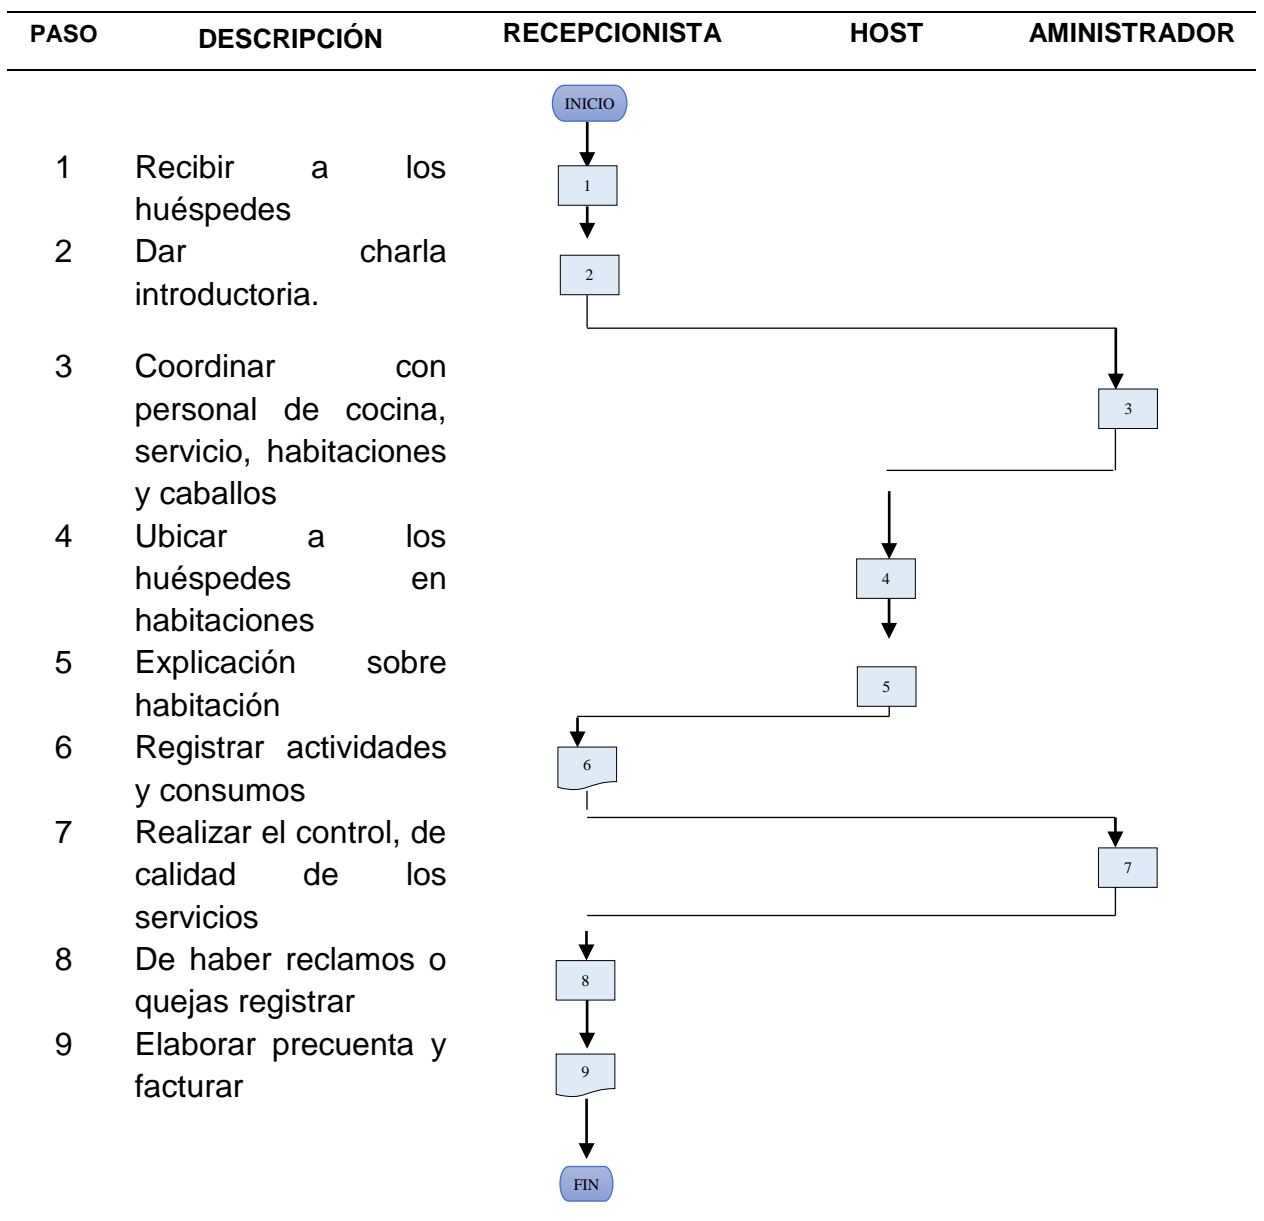 PASO DESCRIPCIÓN RECEPCIONISTA HOST AMINISTRADOR
INICIO
1 Recibir a los 1
huéspedes
2 Dar charla 2
introductoria.
3 Coordinar con
personal de cocina, 3
servicio, habitaciones
y caballos
4 Ubicar a los
huéspedes en 4
habitaciones
5 Explicación sobre 5
habitación
6 Registrar actividades 6
y consumos
7 Realizar el control, de
calidad de los 7
servicios
8 De haber reclamos o 8
quejas registrar
9 Elaborar precuenta y 9
facturar
FIN